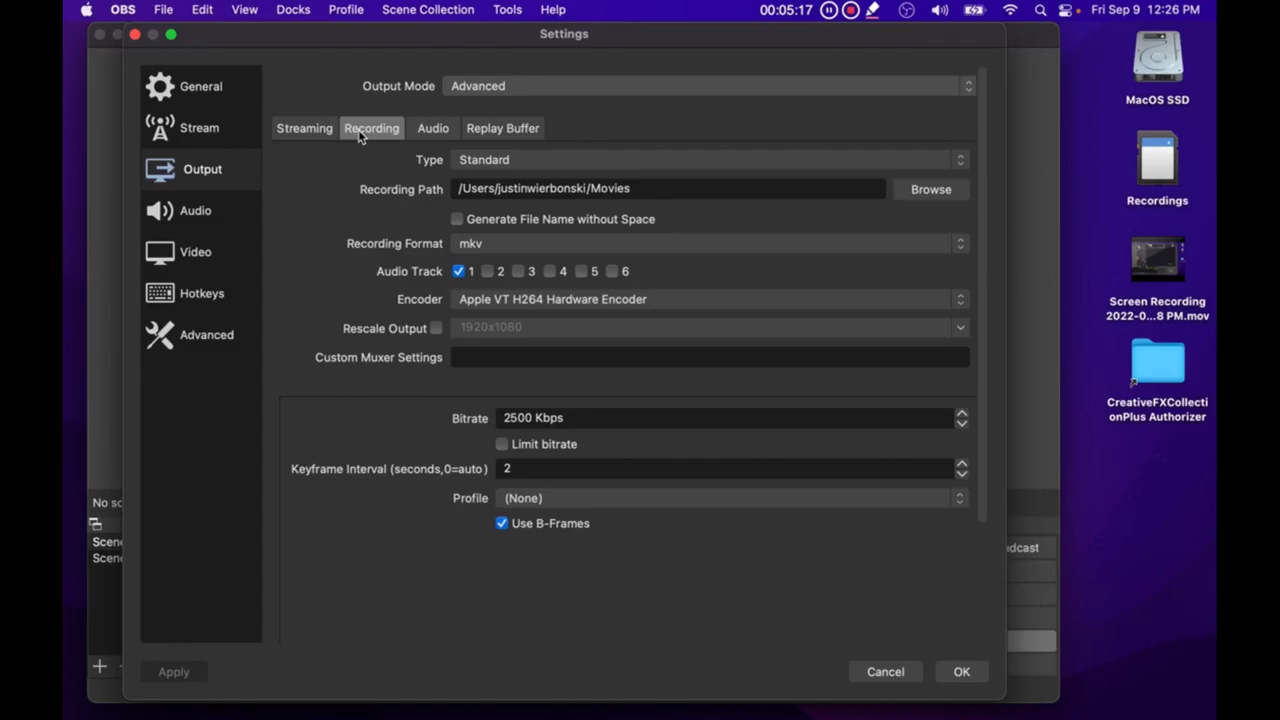 OBS File Edit View Docks Profile Scene Collection Tools Help 00:05:17 Fri Sep 9 12:26 PM
Settings
MacOS SSD
Recordings
Screen Recording
2022-0...8 PM.mov
CreativeFXCollecti
onPlus Authorizer
General
Stream
Output
Audio
Video
Hotkeys
Advanced
Output Mode Advanced
Streaming Recording Audio Replay Buffer
Type Standard
Recording Path /Users/justinwierbonski/Movies Browse
Generate File Name without Space
Recording Format mkv
Audio Track 1 2 3 4 5 6
Encoder Apple VT H264 Hardware Encoder
Rescale Output 1920x1080
Custom Muxer Settings
Bitrate 2500 Kbps
Limit bitrate
Keyframe Interval (seconds,0=auto) 2
Profile (None)
Use B-Frames
No sc
Scene
Scene
dcast
Apply Cancel OK